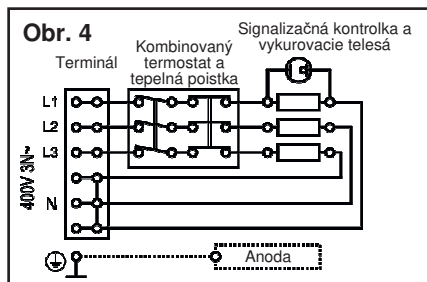 Obr. 4
Signalizačná kontrolka a
vykurovacie telesá
Kombinovaný
termostat a
tepelná poistka
Terminál
L1
L2
L3
400V 3N~
N
Anoda